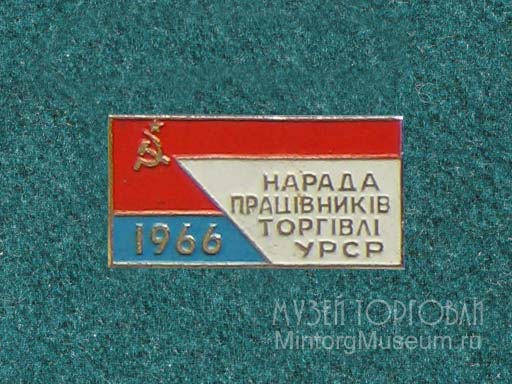 НАРАДА
ПРАЦІВНИКІВ
ТОРГІВЛІ
УРСР
1966
МУЗЕЙ ТОРГОВЛИ
MintorgMuseum.ru